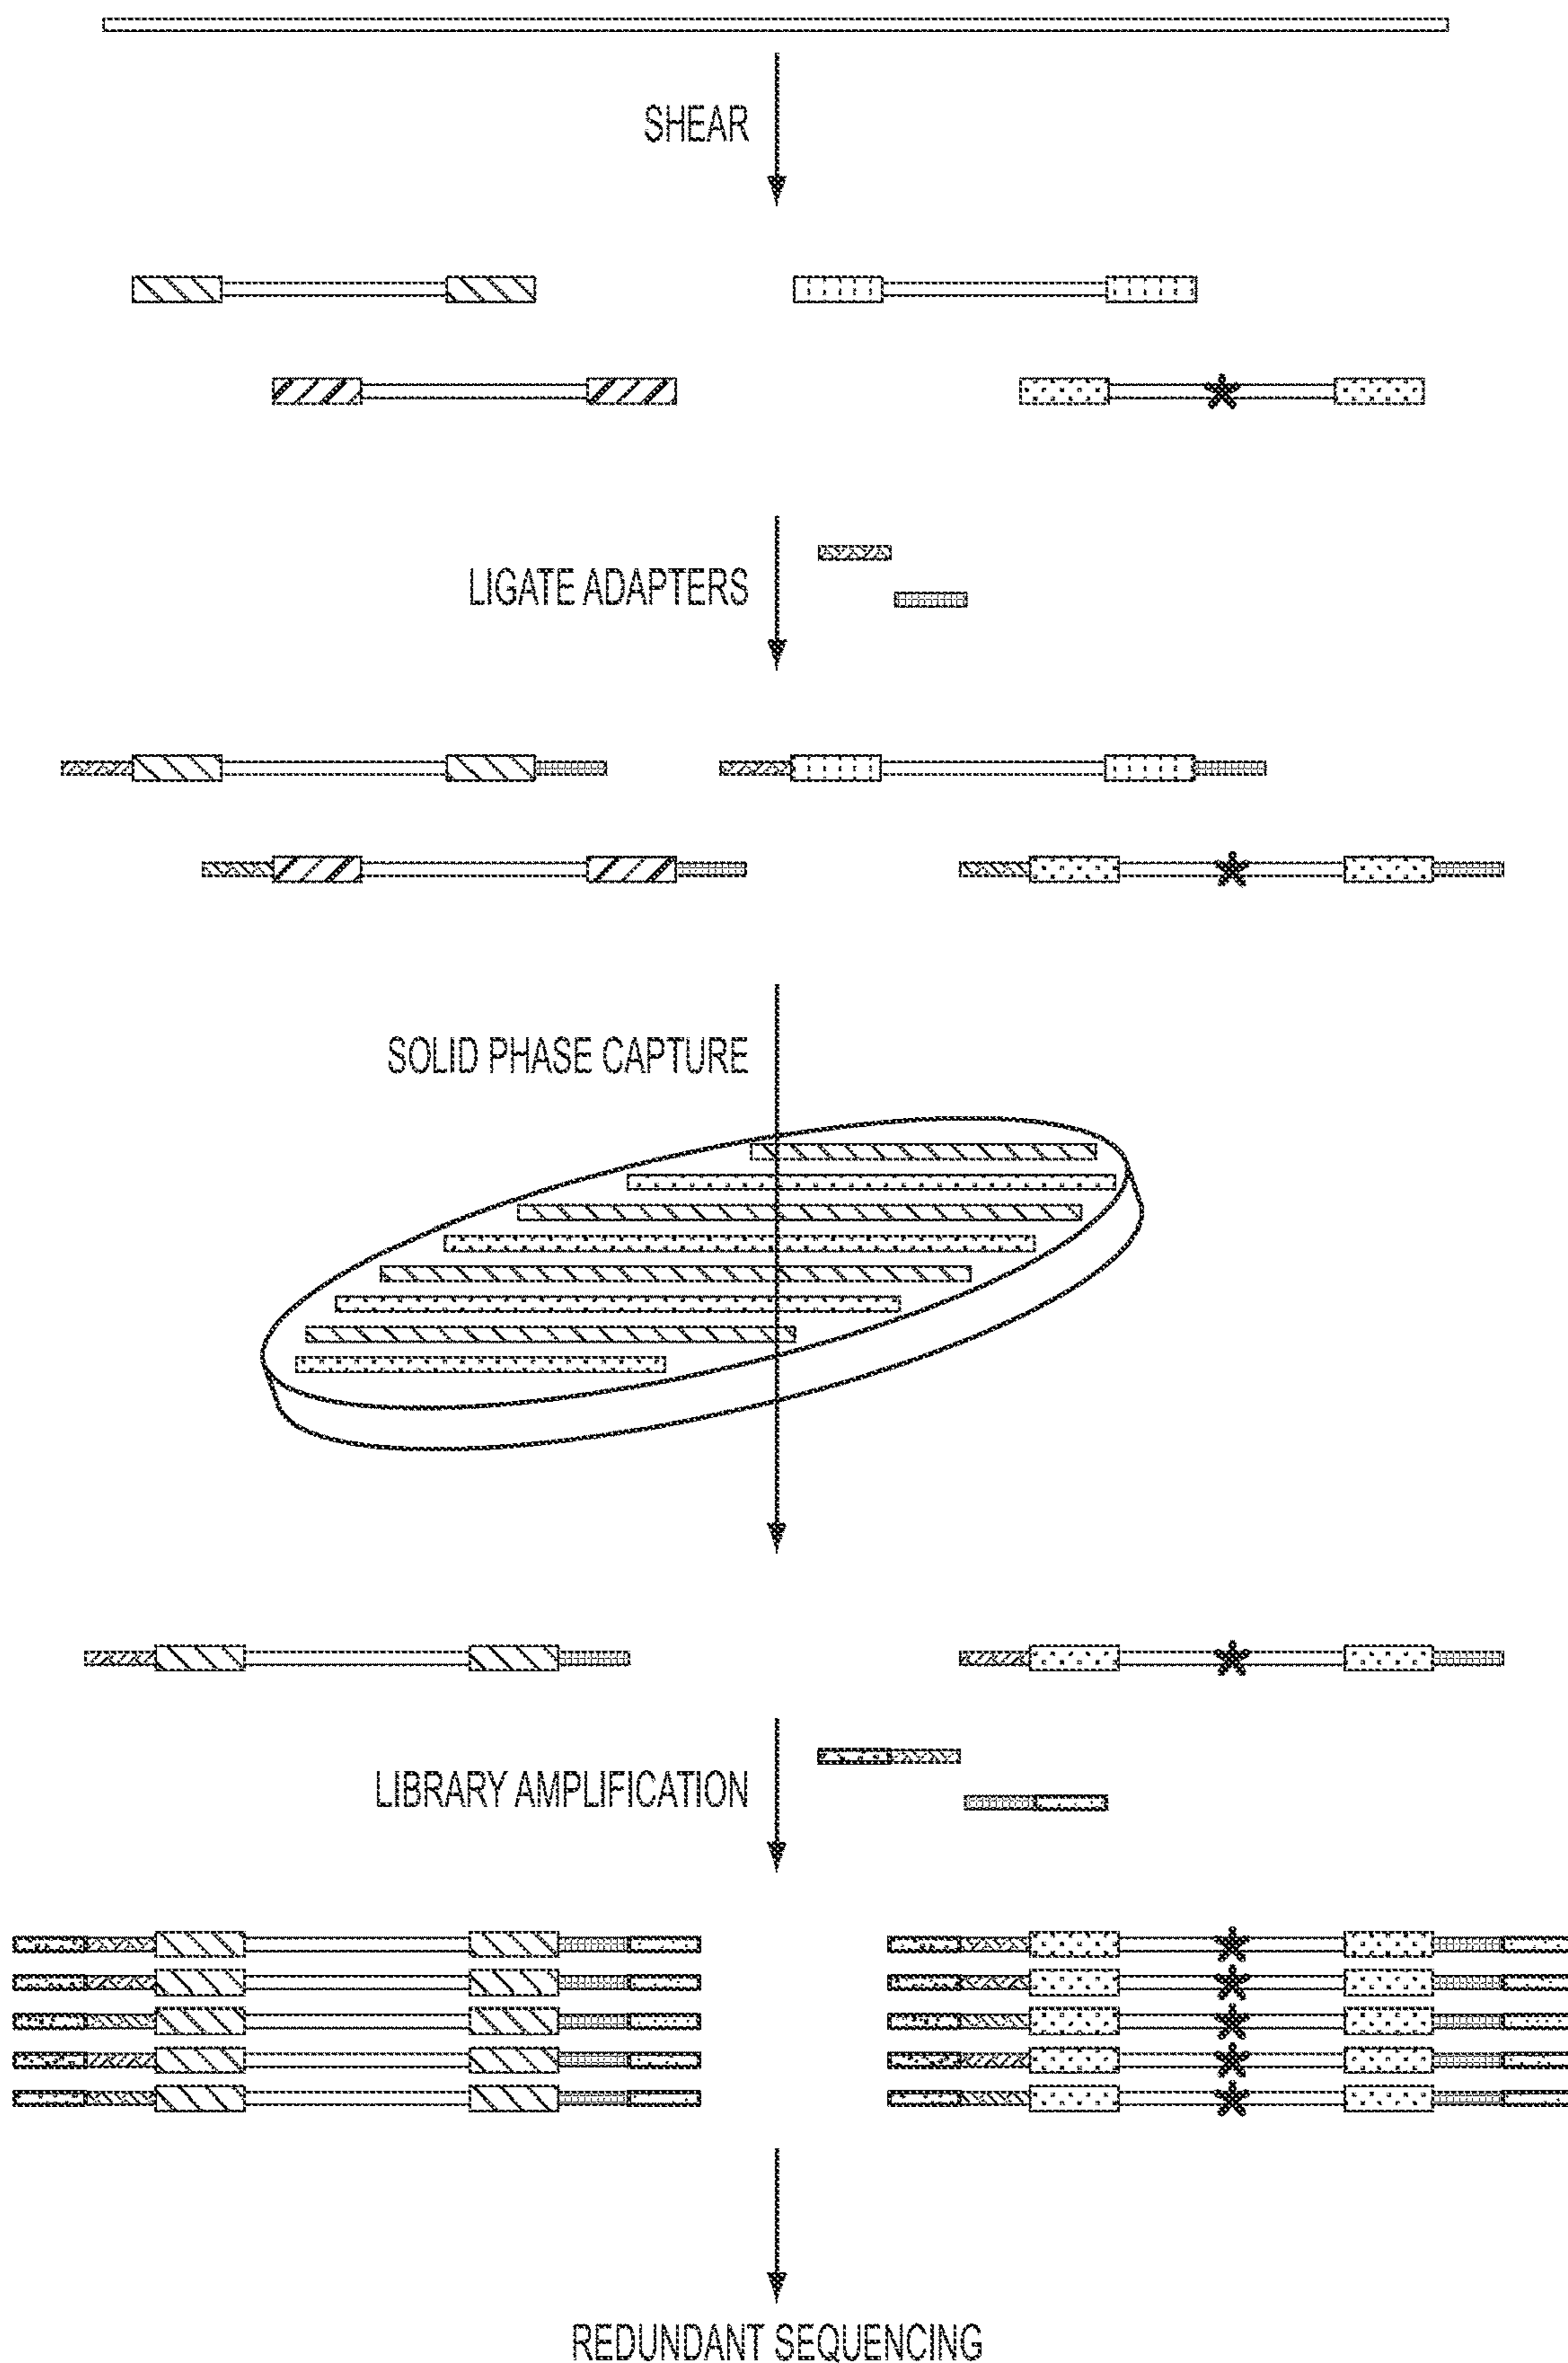 SHEAR
LIGATE ADAPTERS
SOLID PHASE CAPTURE
LIBRARY AMPLIFICATION
REDUNDANT SEQUENCING